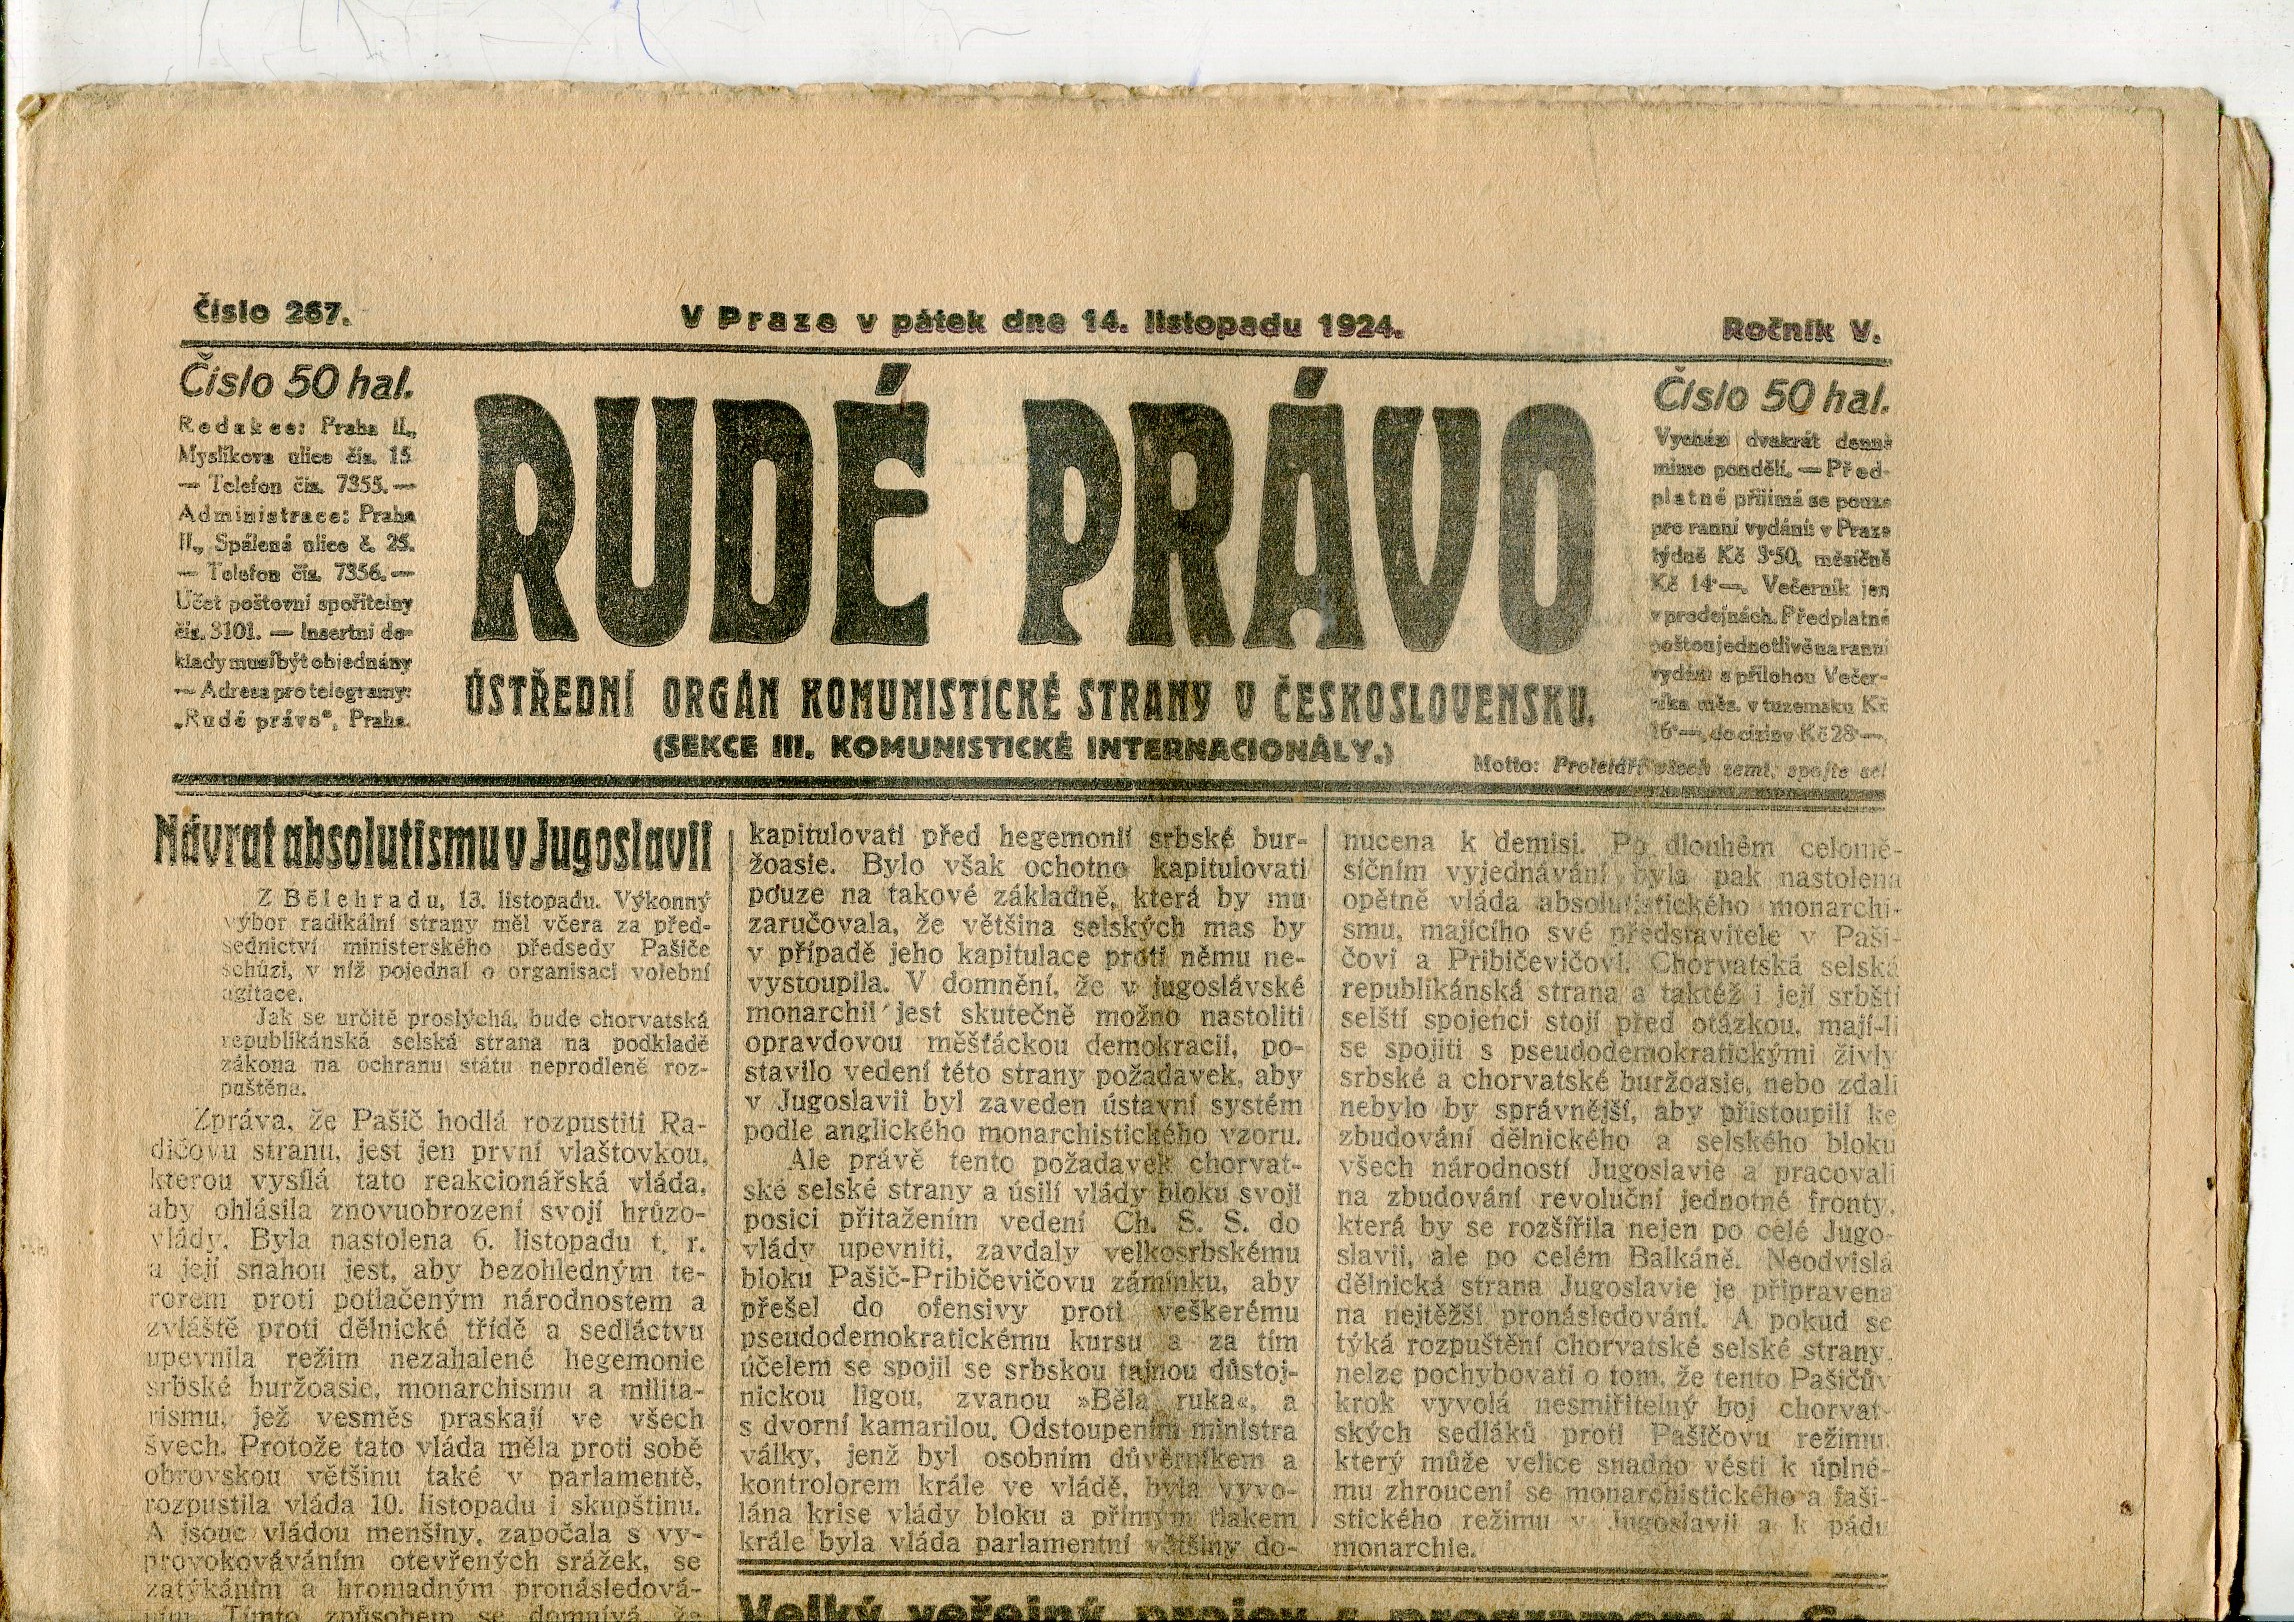 Číslo 267.
V Praze v pátek dne 14. listopadu 1924.
Ročník V.
Číslo 50 hal.
Redakce: Praha II.,
Myslíkova ulice čís. 15
— Telefon čís. 7355. —
Administrace: Praha
II., Spálená ulice č. 25.
— Telefon čís. 7356. —
Účet poštovní spořitelny
čís. 3101. — Insertní do-
klady musí být objednány
— Adresa pro telegramy:
„Rudé právo“, Praha.
RUDÉ PRÁVO
ÚSTŘEDNÍ ORGÁN KOMUNISTICKÉ STRANY V ČESKOSLOVENSKU.
(SEKCE III. KOMUNISTICKÉ INTERNACIONÁLY.)
Číslo 50 hal.
Vychází dvakrát denně
mimo pondělí. — Před-
platné přijímá se pouze
pro ranní vydání: v Praze
týdně Kč 3·50, měsíčně
Kč 14·—. Večerník jen
v prodejnách. Předplatné
poštou jednotlivě na ranní
vydání s přílohou Večer-
níka měs. v tuzemsku Kč
16·—, do ciziny Kč 28·—.
Motto: Proletáři všech zemí, spojte se!
Návrat absolutismu v Jugoslavii
Z Bělehradu, 13. listopadu. Výkonný
výbor radikální strany měl včera za před-
sednictví ministerského předsedy Pašiče
schůzi, v níž pojednal o organisaci volební
agitace.
Jak se určitě proslýchá, bude chorvatská
republikánská selská strana na podkladě
zákona na ochranu státu neprodleně roz-
puštěna.
Zpráva, že Pašič hodlá rozpustiti Ra-
dičovu stranu, jest jen první vlaštovkou,
kterou vysílá tato reakcionářská vláda,
aby ohlásila znovuobrození svojí hrůzo-
vlády. Byla nastolena 6. listopadu t. r.
a její snahou jest, aby bezohledným te-
rorem proti potlačeným národnostem a
zvláště proti dělnické třídě a sedláctvu
upevnila režim nezahalené hegemonie
srbské buržoasie, monarchismu a milita-
rismu, jež vesměs praskají ve všech
švech. Protože tato vláda měla proti sobě
obrovskou většinu také v parlamentě,
rozpustila vláda 10. listopadu i skupštinu.
A jsouc vládou menšiny, započala s vy-
provokováváním otevřených srážek, se
zatýkáním a hromadným pronásledová-
ním. Tímto způsobem se domnívá, že
kapitulovati před hegemonií srbské bur-
žoasie. Bylo však ochotno kapitulovati
pouze na takové základně, která by mu
zaručovala, že většina selských mas by
v případě jeho kapitulace proti němu ne-
vystoupila. V domnění, že v jugoslávské
monarchii jest skutečně možno nastoliti
opravdovou měšťáckou demokracii, po-
stavilo vedení této strany požadavek, aby
v Jugoslavii byl zaveden ústavní systém
podle anglického monarchistického vzoru.
Ale právě tento požadavek chorvat-
ské selské strany a úsilí vlády bloku svoji
posici přitažením vedení Ch. S. S. do
vlády upevniti, zavdaly velkosrbskému
bloku Pašič-Pribičevičovu záminku, aby
přešel do ofensivy proti veškerému
pseudodemokratickému kursu a za tím
účelem se spojil se srbskou tajnou důstoj-
nickou ligou, zvanou »Běla ruka«, a
s dvorní kamarilou. Odstoupením ministra
války, jenž byl osobním důvěrníkem a
kontrolorem krále ve vládě, byla vyvo-
lána krise vlády bloku a přímým tlakem
krále byla vláda parlamentní většiny do-
nucena k demisi. Po dlouhém celomě-
síčním vyjednávání byla pak nastolena
opětně vláda absolutistického monarchi-
smu, majícího své představitele v Paši-
čovi a Pribičevičovi. Chorvatská selská
republikánská strana a taktéž i její srbští
selští spojenci stojí před otázkou, mají-li
se spojiti s pseudodemokratickými živly
srbské a chorvatské buržoasie, nebo zdali
nebylo by správnější, aby přistoupili ke
zbudování dělnického a selského bloku
všech národností Jugoslavie a pracovali
na zbudování revoluční jednotné fronty,
která by se rozšířila nejen po celé Jugo-
slavii, ale po celém Balkáně. Neodvislá
dělnická strana Jugoslavie je připravena
na nejtěžší pronásledování. A pokud se
týká rozpuštění chorvatské selské strany,
nelze pochybovati o tom, že tento Pašičův
krok vyvolá nesmiřitelný boj chorvat-
ských sedláků proti Pašičovu režimu,
který může velice snadno vésti k úplné-
mu zhroucení se monarchistického a faši-
stického režimu v Jugoslavii a k pádu
monarchie.
Velký veřejný projev s programem